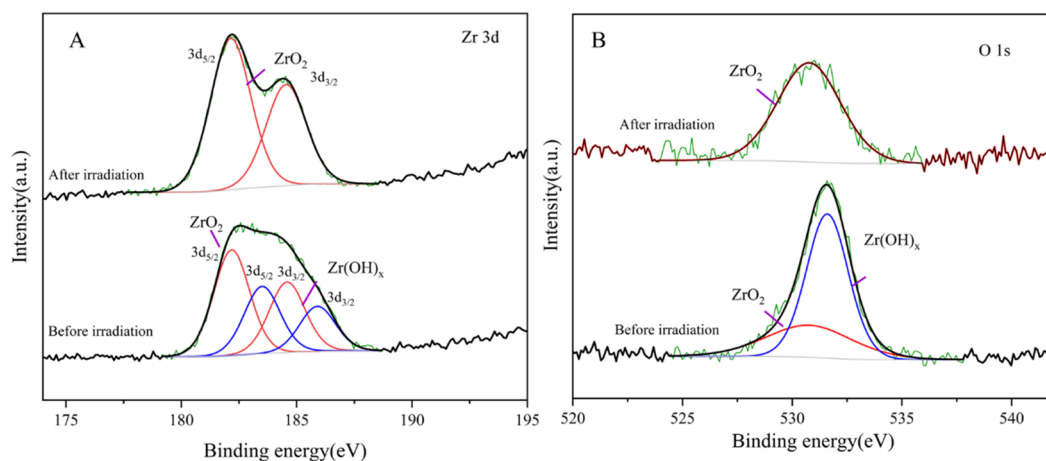 A
Zr 3d
3d5/2
ZrO2
3d3/2
After irradiation
ZrO2
3d5/2
3d5/2
3d3/2
Zr(OH)x
3d3/2
Before irradiation
Intensity(a.u.)
175 180 185 190 195
Binding energy(eV)
B
O 1s
ZrO2
After irradiation
Zr(OH)x
ZrO2
Before irradiation
Intensity(a.u.)
520 525 530 535 540
Binding energy(eV)